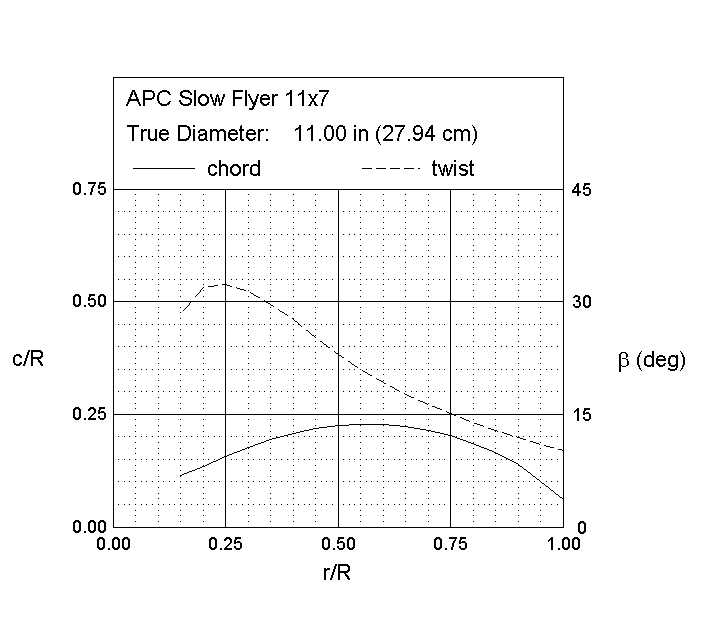 APC Slow Flyer 11x7
True Diameter: 11.00 in (27.94 cm)
chord twist
0.75 45
0.50 30
c/R β (deg)
0.25 15
0.00 0
0.00 0.25 0.50 0.75 1.00
r/R